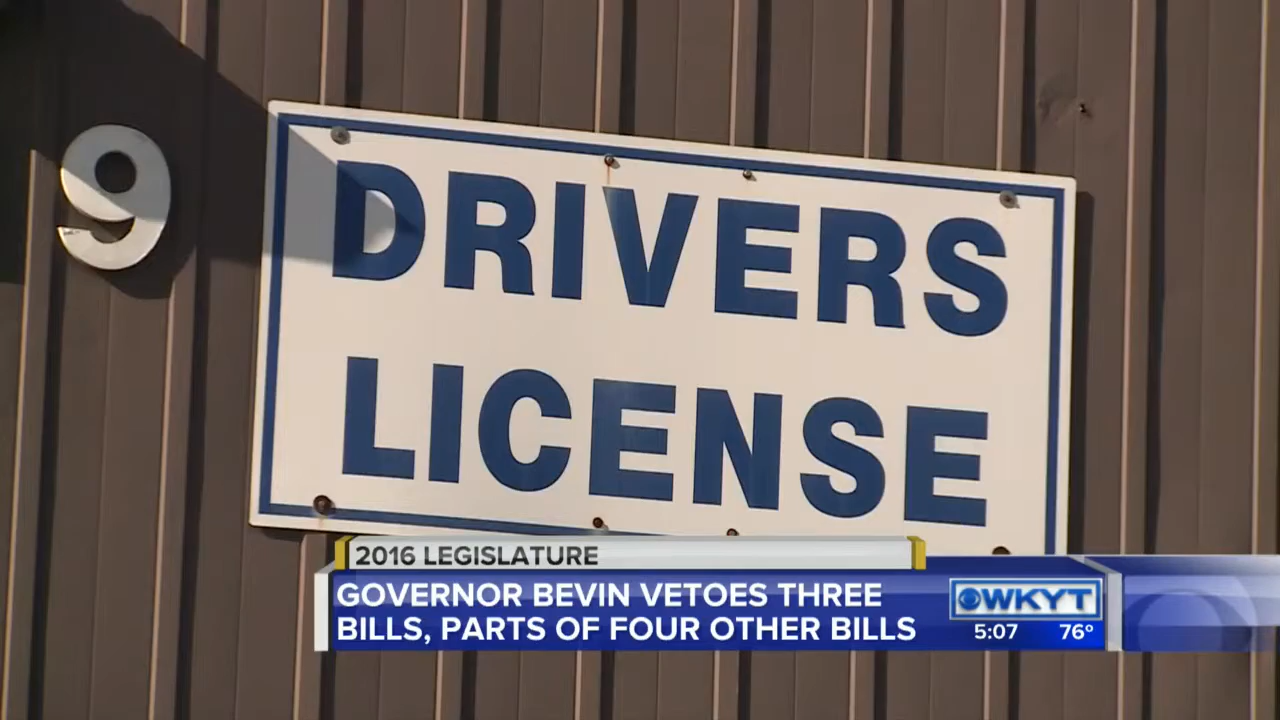 9
DRIVERS
LICENSE
2016 LEGISLATURE
GOVERNOR BEVIN VETOES THREE
BILLS, PARTS OF FOUR OTHER BILLS
WKYT
5:07 76°